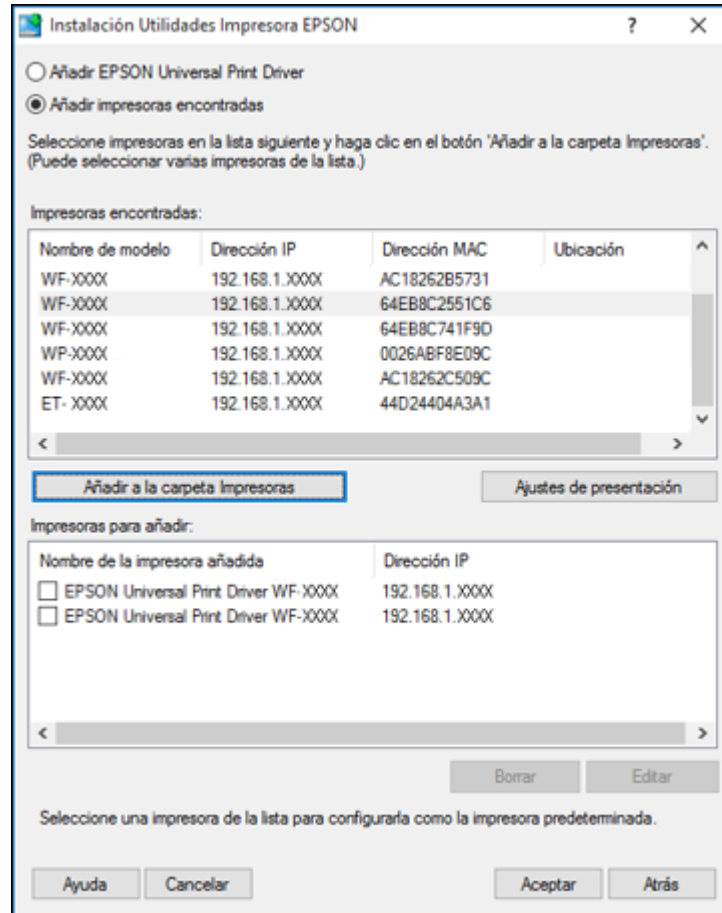 Instalación Utilidades Impresora EPSON ? ×
Añadir EPSON Universal Print Driver
Añadir impresoras encontradas
Seleccione impresoras en la lista siguiente y haga clic en el botón 'Añadir a la carpeta Impresoras'.
(Puede seleccionar varias impresoras de la lista.)
Impresoras encontradas:
Nombre de modelo Dirección IP Dirección MAC Ubicación
WF-XXXX 192.168.1.XXXX AC18262B5731
WF-XXXX 192.168.1.XXXX 64EB8C2551C6
WF-XXXX 192.168.1.XXXX 64EB8C741F9D
WP-XXXX 192.168.1.XXXX 0026ABF8E09C
WF-XXXX 192.168.1.XXXX AC18262C509C
ET- XXXX 192.168.1.XXXX 44D24404A3A1
Añadir a la carpeta Impresoras Ajustes de presentación
Impresoras para añadir:
Nombre de la impresora añadida Dirección IP
EPSON Universal Print Driver WF-XXXX 192.168.1.XXXX
EPSON Universal Print Driver WF-XXXX 192.168.1.XXXX
Borrar Editar
Seleccione una impresora de la lista para configurarla como la impresora predeterminada.
Ayuda Cancelar Aceptar Atrás